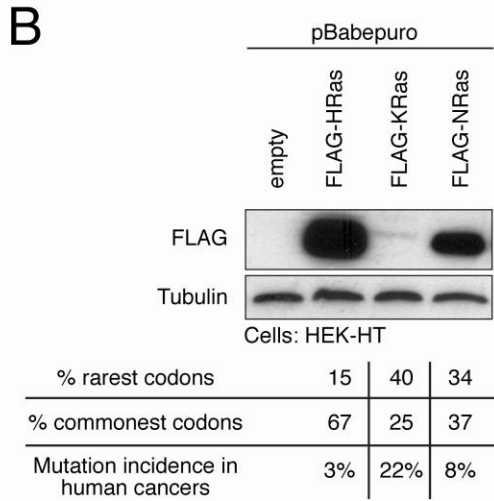 B
pBabepuro
empty
FLAG-HRas
FLAG-KRas
FLAG-NRas
FLAG
Tubulin
Cells: HEK-HT
% rarest codons 15 40 34
% commonest codons 67 25 37
Mutation incidence in
human cancers 3% 22% 8%